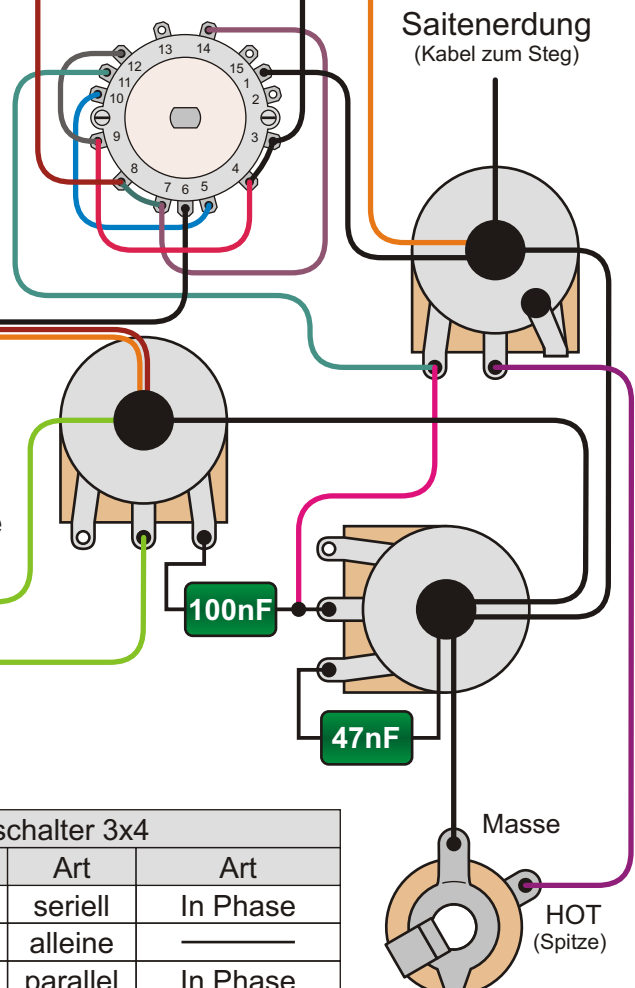 Saitenerdung
(Kabel zum Steg)
13
14
12
15
11
1
10
2
9
3
8
4
7
6
5
100nF
47nF
Masse
HOT
(Spitze)
schalter 3x4
Art
Art
seriell
In Phase
alleine
parallel
In Phase